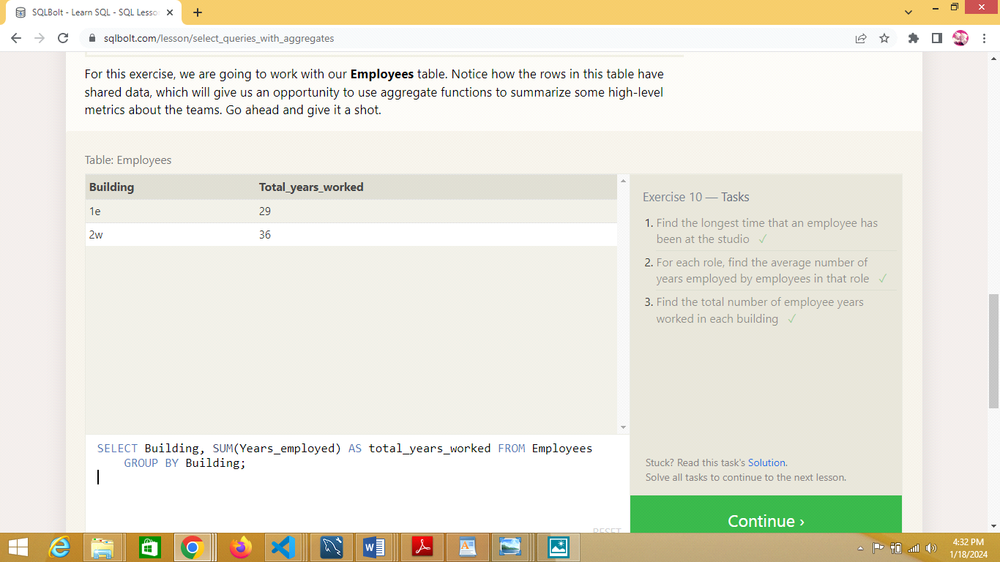 SQLBolt - Learn SQL - SQL Lesson
sqlbolt.com/lesson/select_queries_with_aggregates
For this exercise, we are going to work with our Employees table. Notice how the rows in this table have
shared data, which will give us an opportunity to use aggregate functions to summarize some high-level
metrics about the teams. Go ahead and give it a shot.
Table: Employees
Building Total_years_worked
1e 29
2w 36
SELECT Building, SUM(Years_employed) AS total_years_worked FROM Employees
GROUP BY Building;
RESET
Exercise 10 — Tasks
1. Find the longest time that an employee has
been at the studio ✓
2. For each role, find the average number of
years employed by employees in that role ✓
3. Find the total number of employee years
worked in each building ✓
Stuck? Read this task's Solution.
Solve all tasks to continue to the next lesson.
Continue ›
4:32 PM
1/18/2024